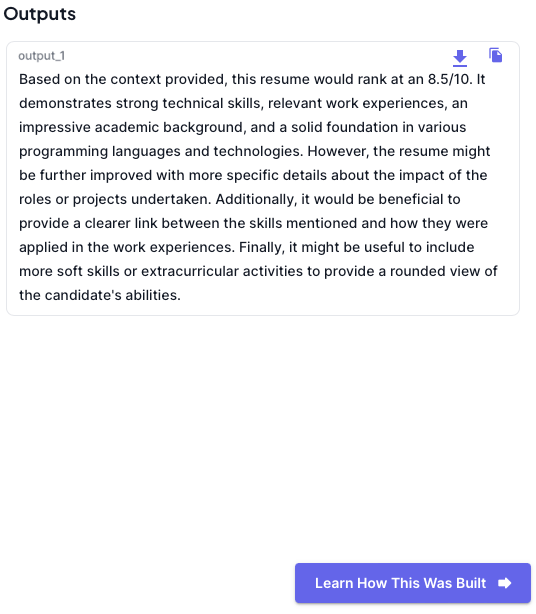 Outputs
output_1
Based on the context provided, this resume would rank at an 8.5/10. It
demonstrates strong technical skills, relevant work experiences, an
impressive academic background, and a solid foundation in various
programming languages and technologies. However, the resume might
be further improved with more specific details about the impact of the
roles or projects undertaken. Additionally, it would be beneficial to
provide a clearer link between the skills mentioned and how they were
applied in the work experiences. Finally, it might be useful to include
more soft skills or extracurricular activities to provide a rounded view of
the candidate's abilities.
Learn How This Was Built